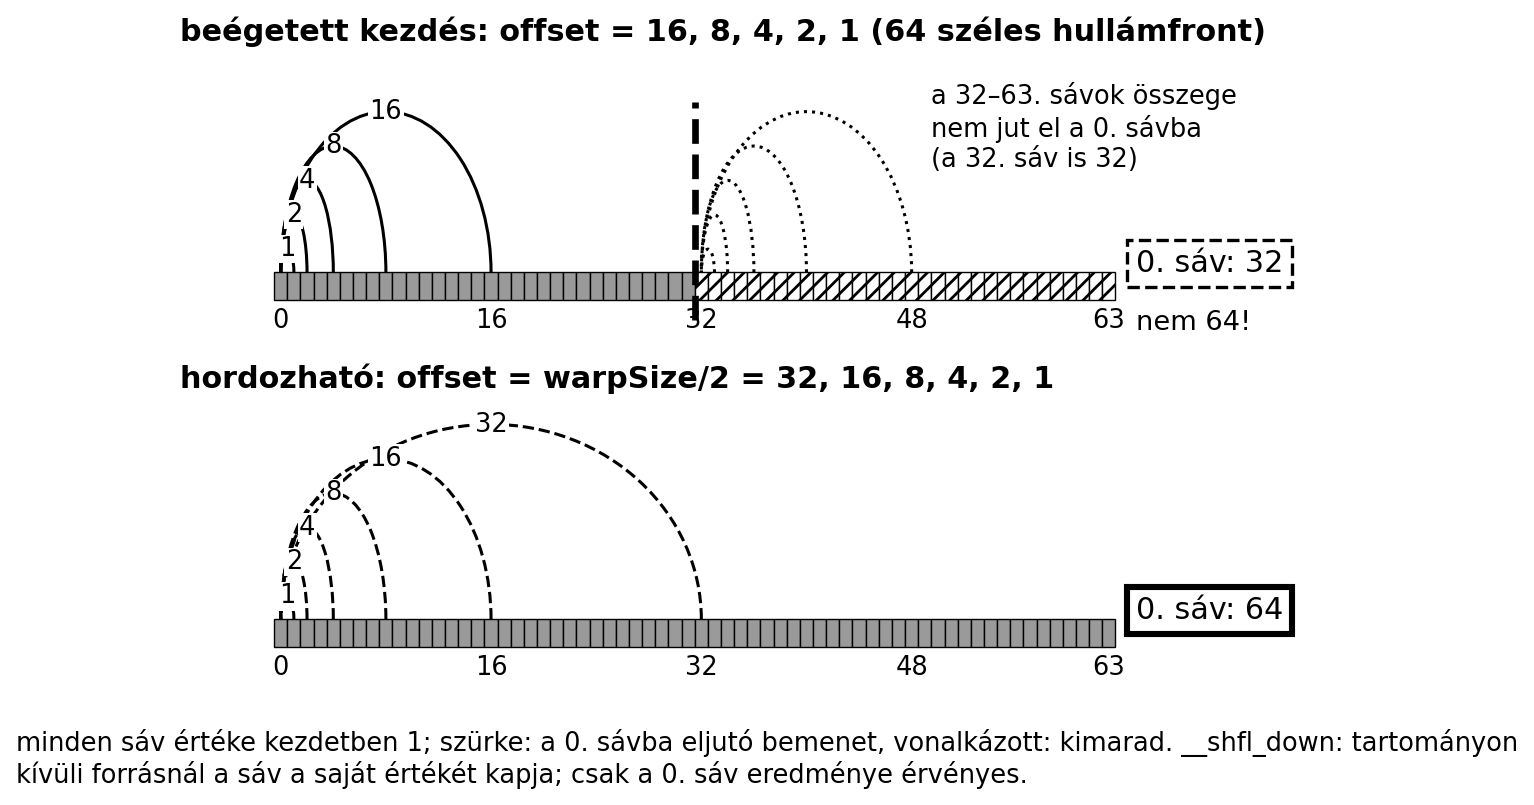 beégetett kezdés: offset = 16, 8, 4, 2, 1 (64 széles hullámfront)
a 32–63. sávok összege
nem jut el a 0. sávba
(a 32. sáv is 32)
16
8
4
2
1
0. sáv: 32
0 16 32 48 63
nem 64!
hordozható: offset = warpSize/2 = 32, 16, 8, 4, 2, 1
32
16
8
4
2
1
0. sáv: 64
0 16 32 48 63
minden sáv értéke kezdetben 1; szürke: a 0. sávba eljutó bemenet, vonalkázott: kimarad. __shfl_down: tartományon
kívüli forrásnál a sáv a saját értékét kapja; csak a 0. sáv eredménye érvényes.